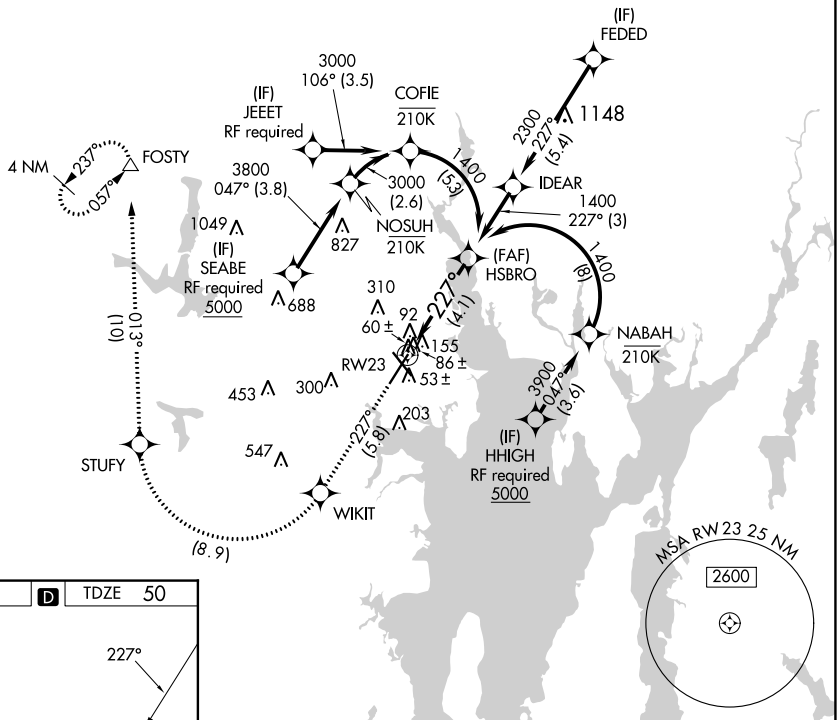 (IF)
FEDED
3000
106° (3.5)
COFIE
210K
(IF)
JEEET
RF required
2300
227°
(5.4)
1148
4 NM
237°
057°
FOSTY
3800
047° (3.8)
3000
(2.6)
1400
(5.3)
IDEAR
1400
227° (3)
1049
827
NOSUH
210K
(IF)
SEABE
RF required
5000
688
(FAF)
HSBRO
1400
(8)
310
92
60 ±
227°
(4.1)
155
86 ±
53 ±
RW23
NABAH
210K
013°
(10)
453
300
203
3900
047°
(3.6)
(IF)
HHIGH
RF required
5000
227°
(5.8)
547
STUFY
WIKIT
(8.9)
MSA RW 23 25 NM
2600
D
TDZE 50
227°